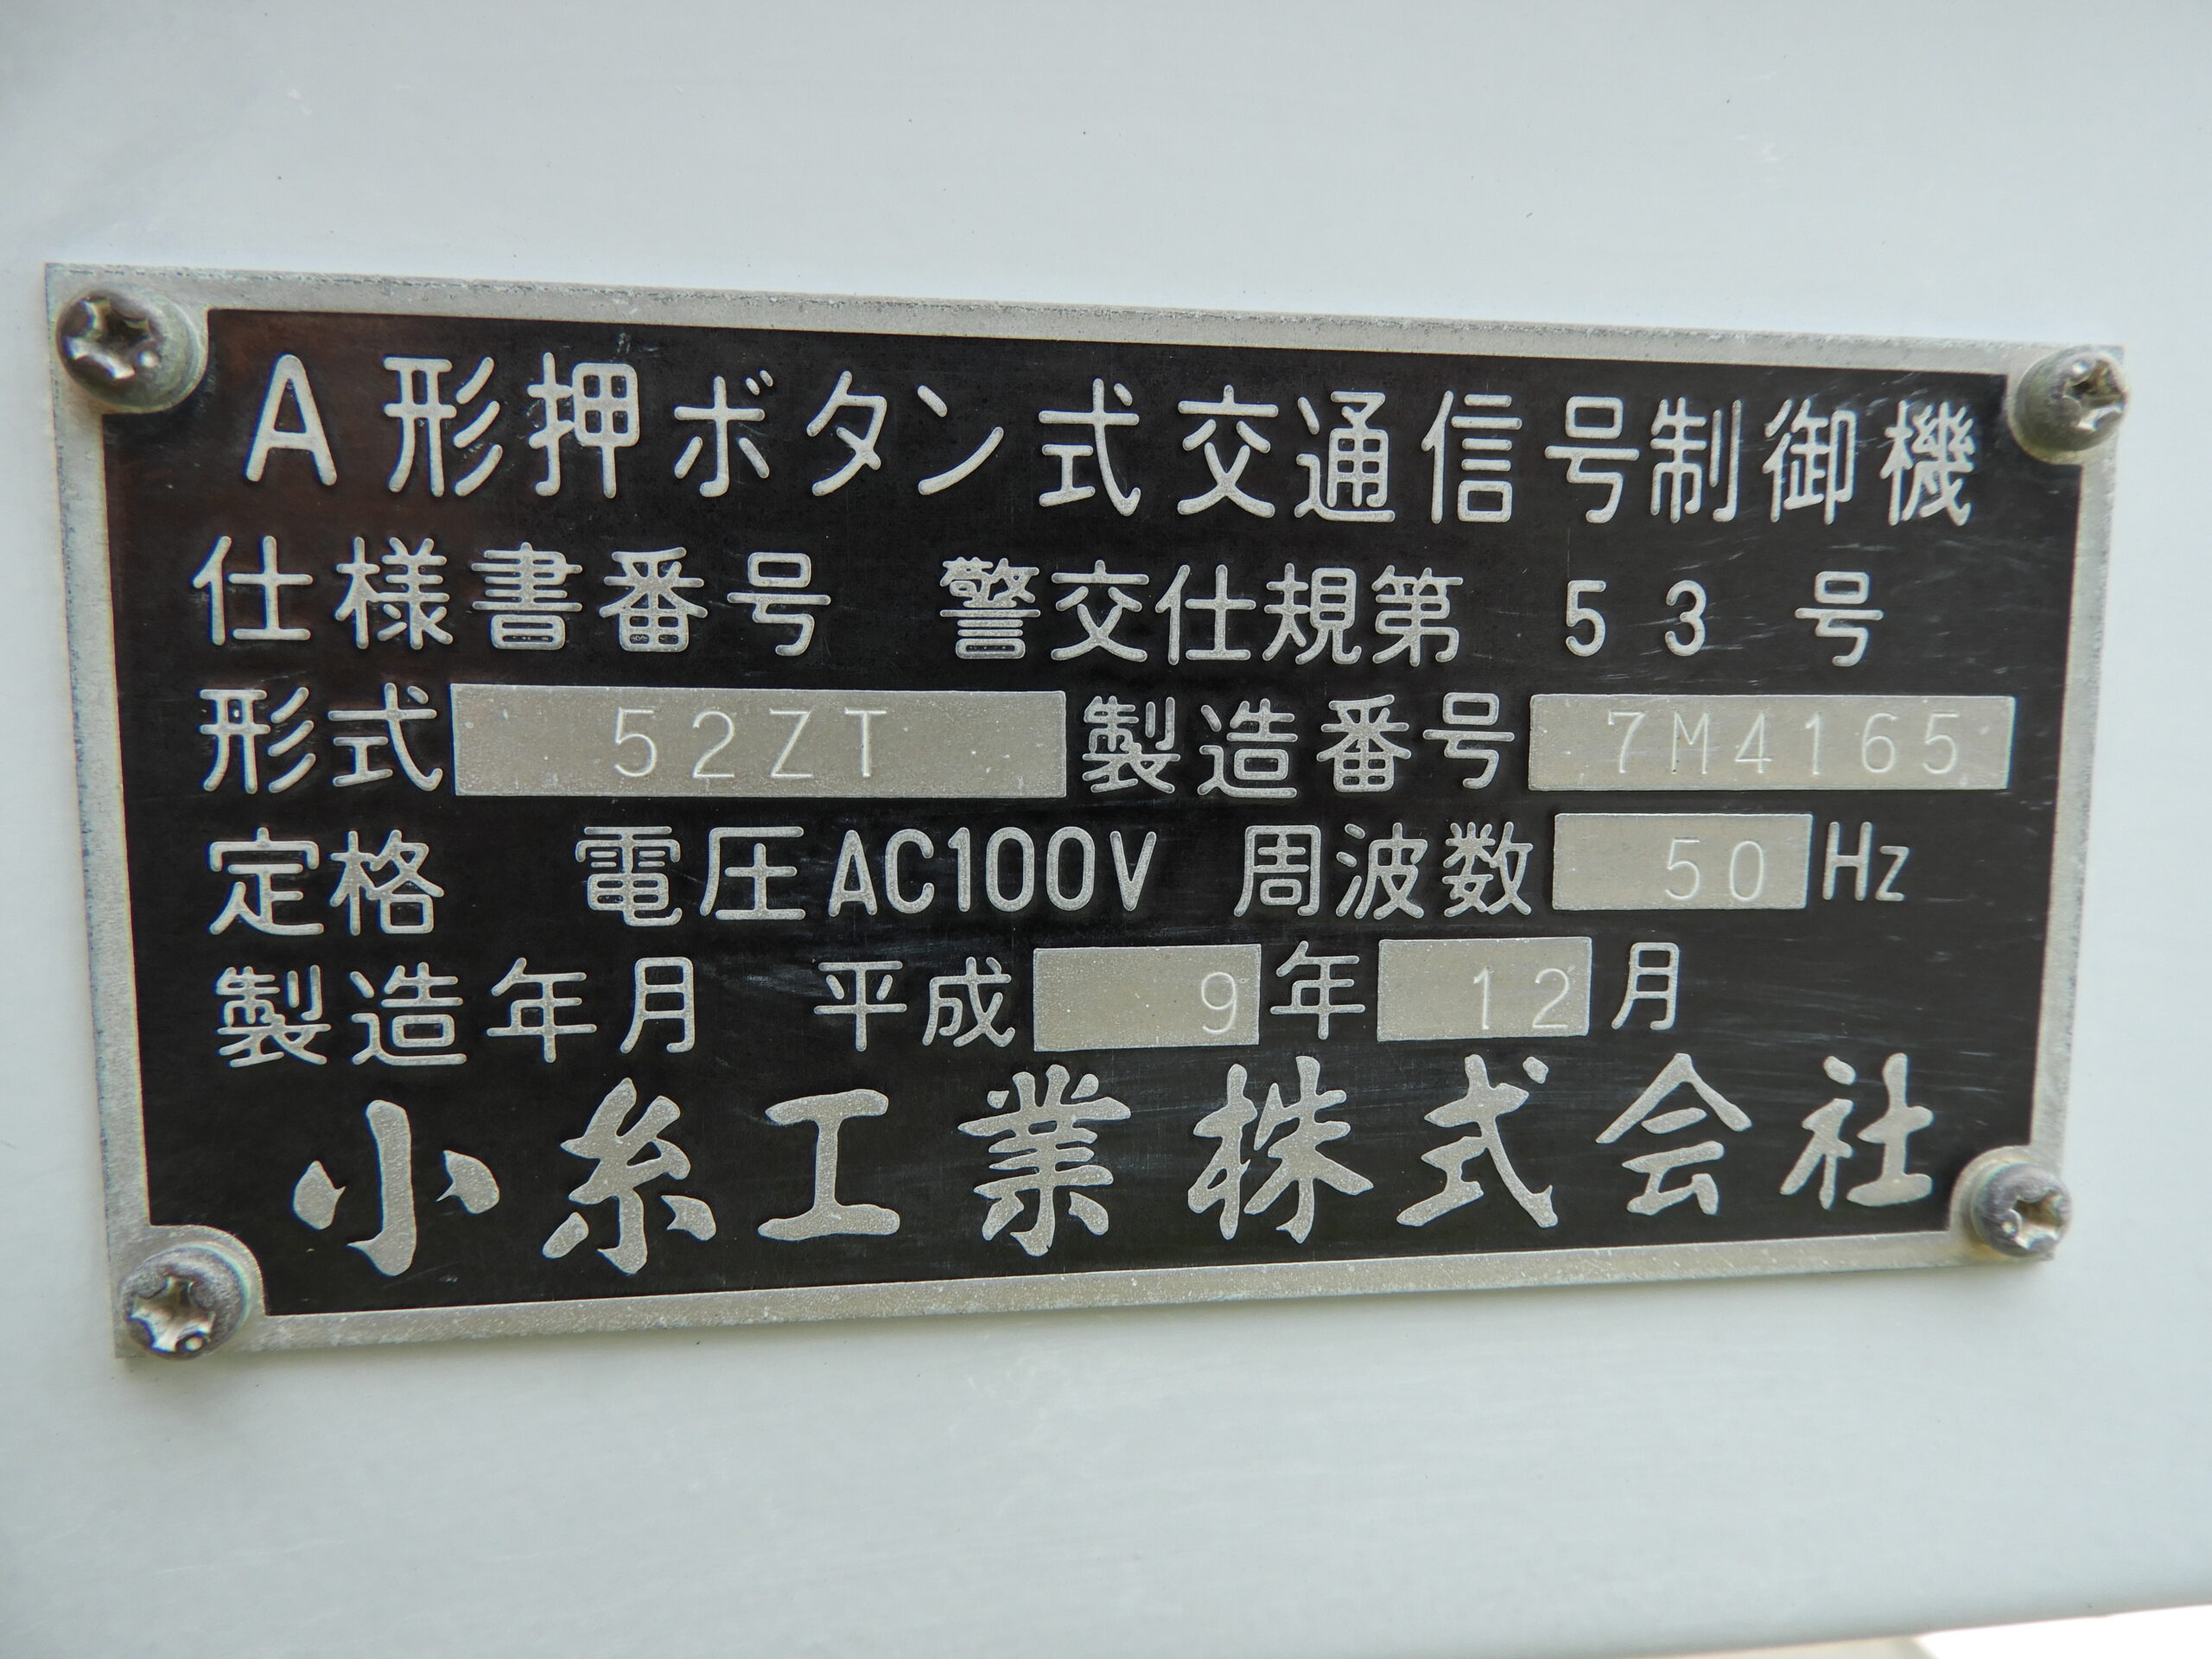 A形押ボタン式交通信号制御機
仕様書番号 警交仕規第 53 号
形式 52ZT 製造番号 7M4165
定格 電圧AC100V 周波数 50 Hz
製造年月 平成 9 年 12 月
小糸工業株式会社